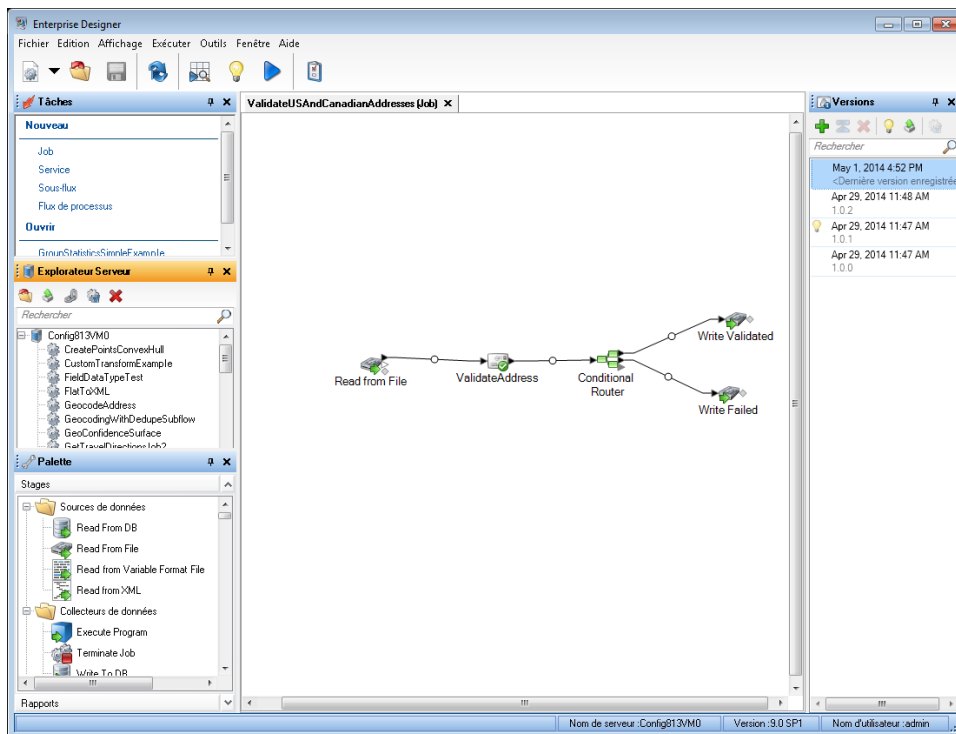 Enterprise Designer
Fichier Edition Affichage Exécuter Outils Fenêtre Aide
Tâches
Nouveau
Job
Service
Sous-flux
Flux de processus
Ouvrir
GroupStatisticsSimpleExample
Explorateur Serveur
Rechercher
Config813VM0
CreatePointsConvexHull
CustomTransformExample
FieldDataTypeTest
FlatToXML
GeocodeAddress
GeocodingWithDedupeSubflow
GeoConfidenceSurface
GetTravelDirectionsJob2
Palette
Stages
Sources de données
Read From DB
Read From File
Read from Variable Format File
Read from XML
Collecteurs de données
Execute Program
Terminate Job
Write To DB
Rapports
ValidateUSAndCanadianAddresses (Job)
Read from File
ValidateAddress
Conditional
Router
Write Validated
Write Failed
Versions
Rechercher
May 1, 2014 4:52 PM
<Dernière version enregistrée
Apr 29, 2014 11:48 AM
1.0.2
Apr 29, 2014 11:47 AM
1.0.1
Apr 29, 2014 11:47 AM
1.0.0
Nom de serveur :Config813VM0
Version :9.0 SP1
Nom d'utilisateur :admin